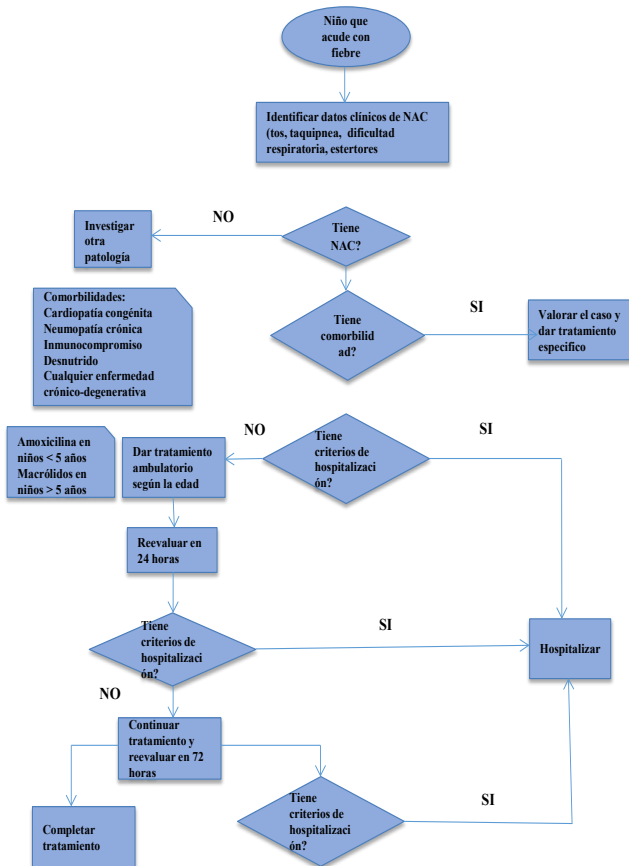 Niño que
acude con
fiebre
Identificar datos clínicos de NAC
(tos, taquipnea, dificultad
respiratoria, estertores
NO
Tiene
NAC?
Investigar
otra
patología
Comorbilidades:
Cardiopatía congénita
Neumopatía crónica
Inmunocompromiso
Desnutrido
Cualquier enfermedad
crónico-degenerativa
Tiene
comorbilid
ad?
SI
Valorar el caso y
dar tratamiento
especifico
Amoxicilina en
niños < 5 años
Macrólidos en
niños > 5 años
Dar tratamiento
ambulatorio
según la edad
NO
Tiene
criterios de
hospitalizaci
ón?
SI
Reevaluar en
24 horas
Tiene
criterios de
hospitalizaci
ón?
SI
Hospitalizar
NO
Continuar
tratamiento y
reevaluar en 72
horas
Completar
tratamiento
Tiene
criterios de
hospitalizaci
ón?
SI